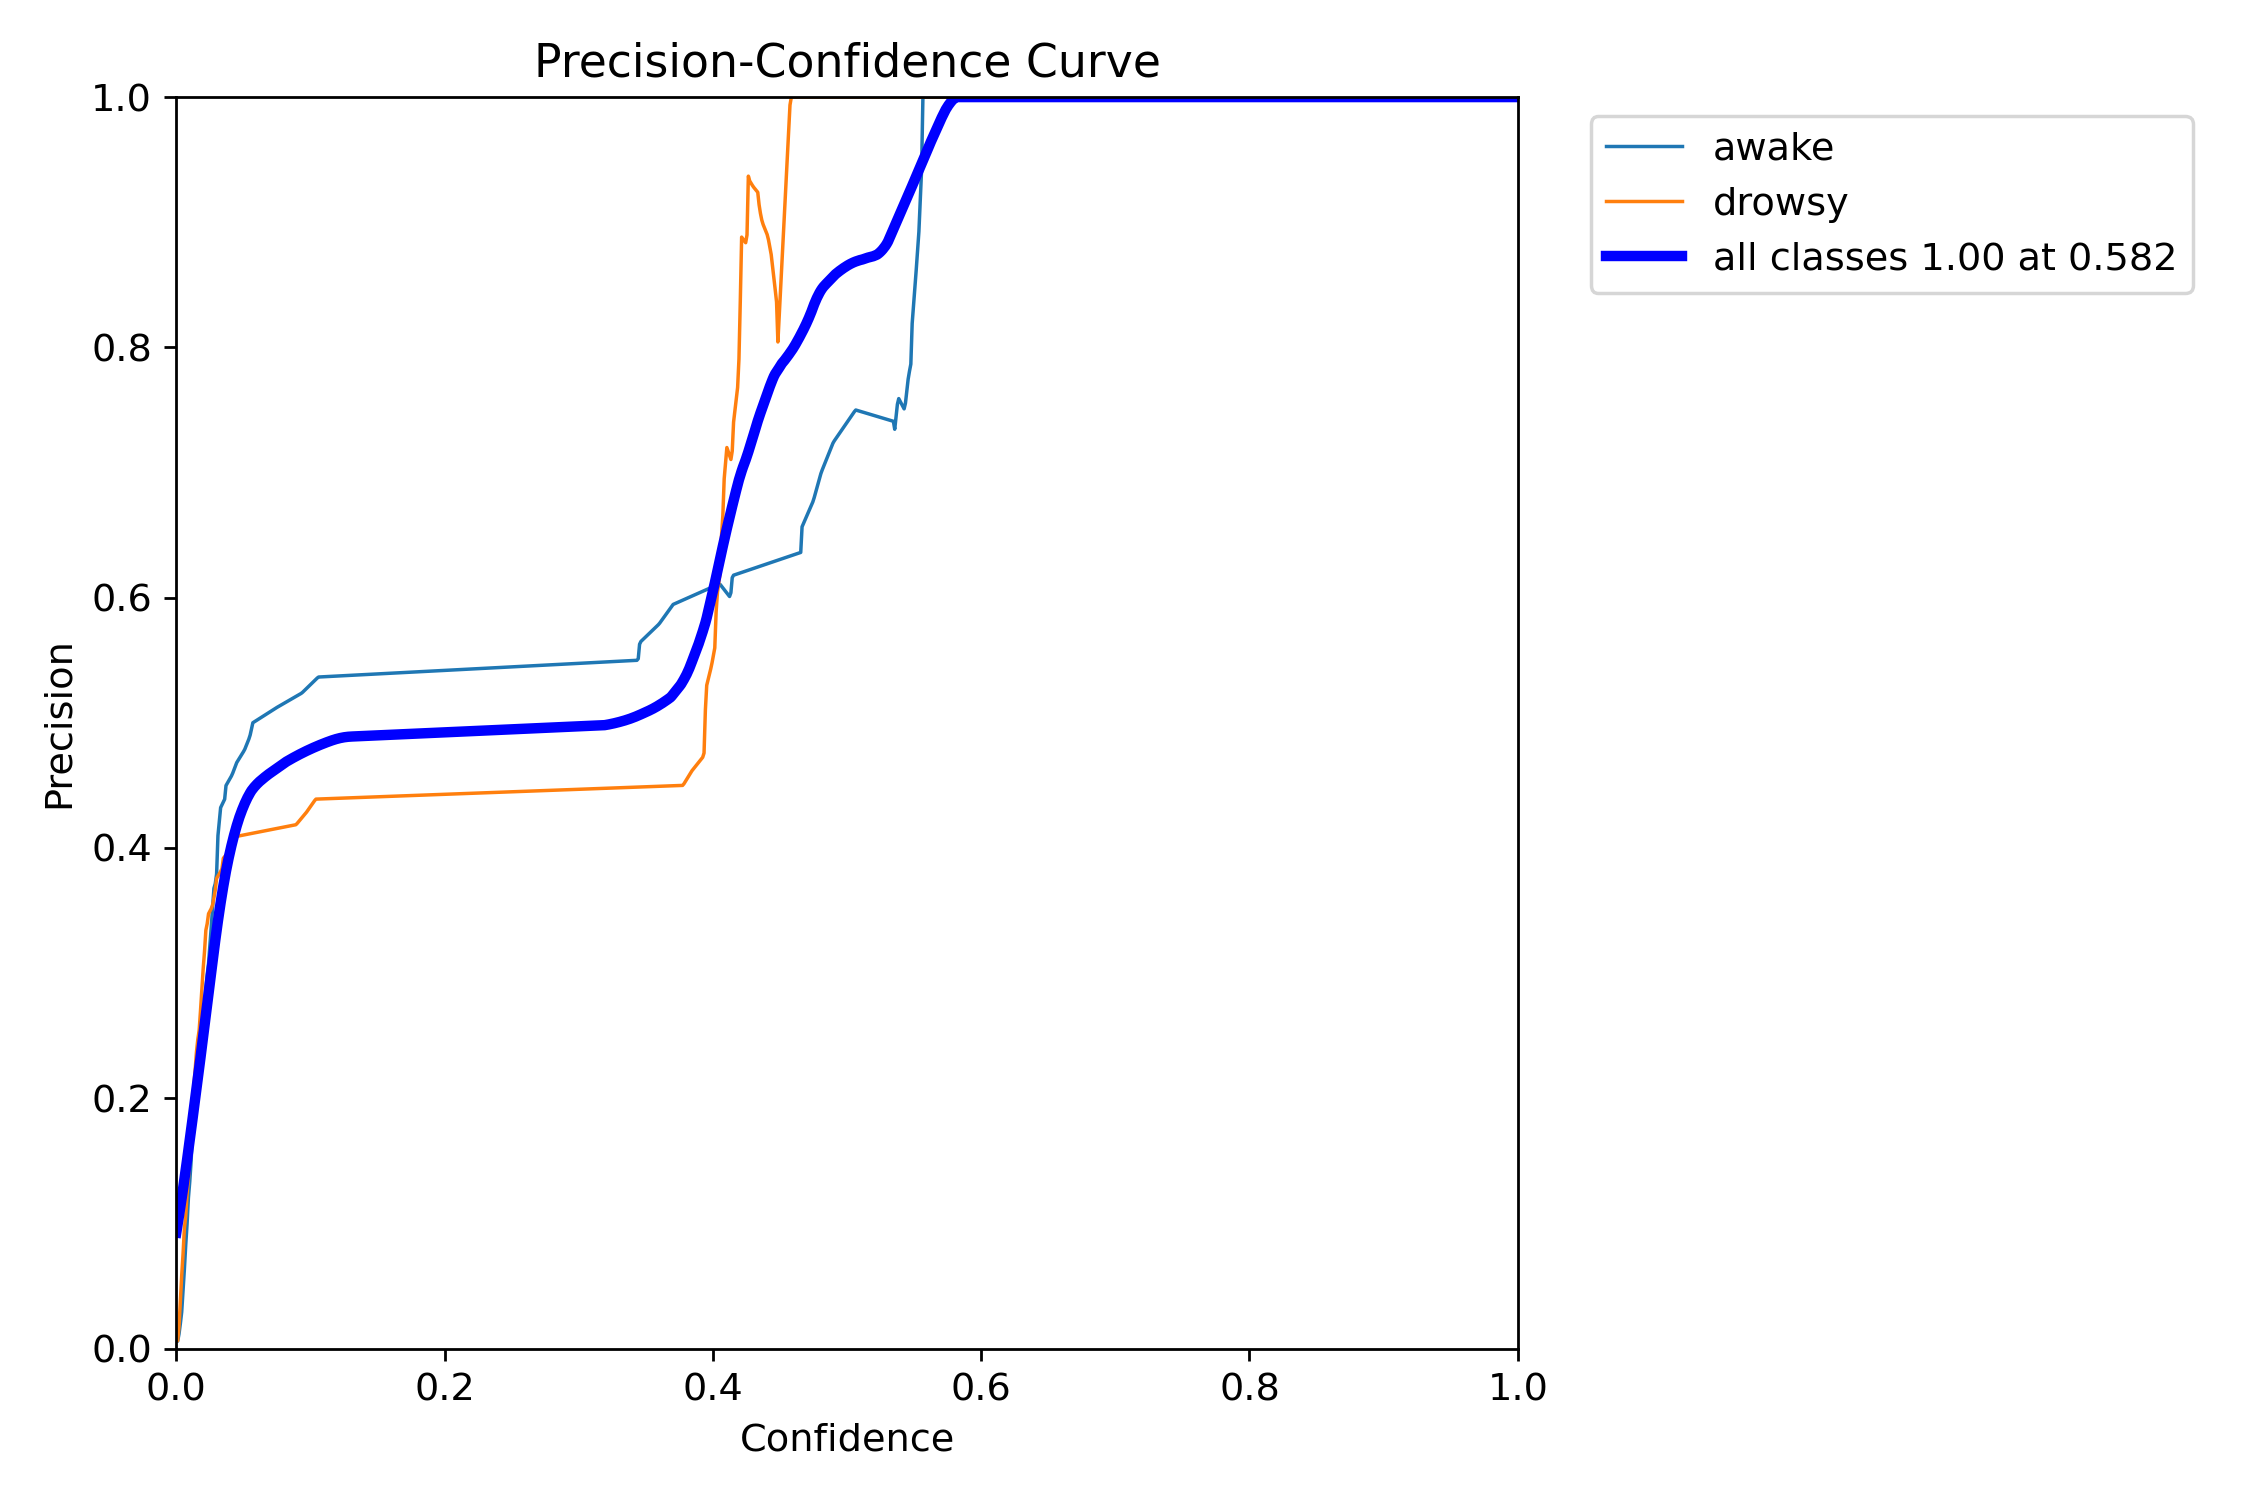 Precision-Confidence Curve
1.0
0.8
0.6
0.4
0.2
0.0
Precision
0.0 0.2 0.4 0.6 0.8 1.0
Confidence
awake
drowsy
all classes 1.00 at 0.582